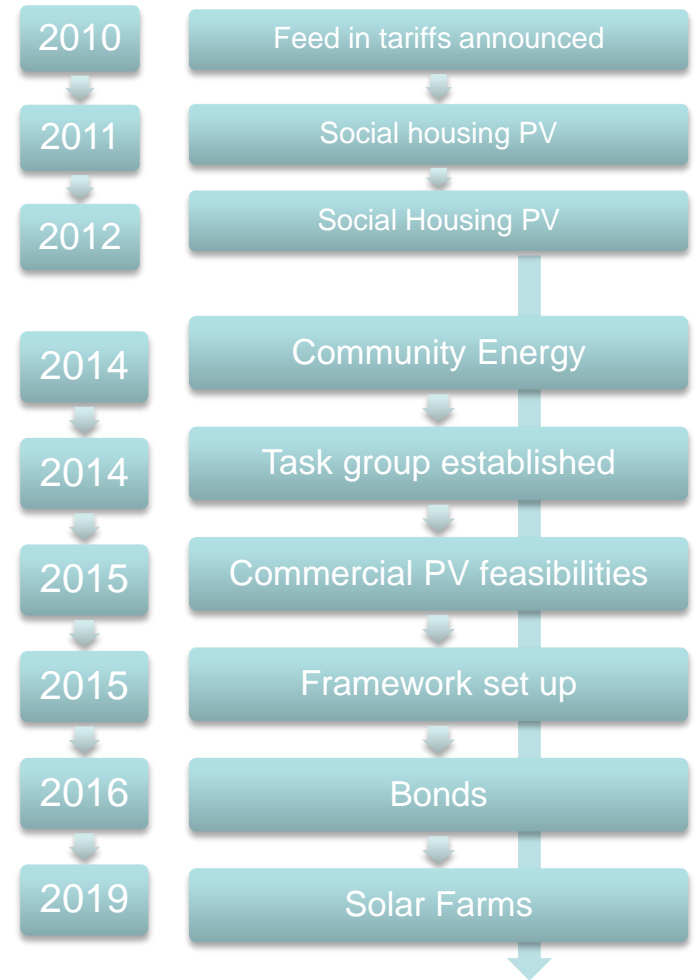 2010
Feed in tariffs announced
2011
Social housing PV
2012
Social Housing PV
2014
Community Energy
2014
Task group established
2015
Commercial PV feasibilities
2015
Framework set up
2016
Bonds
2019
Solar Farms